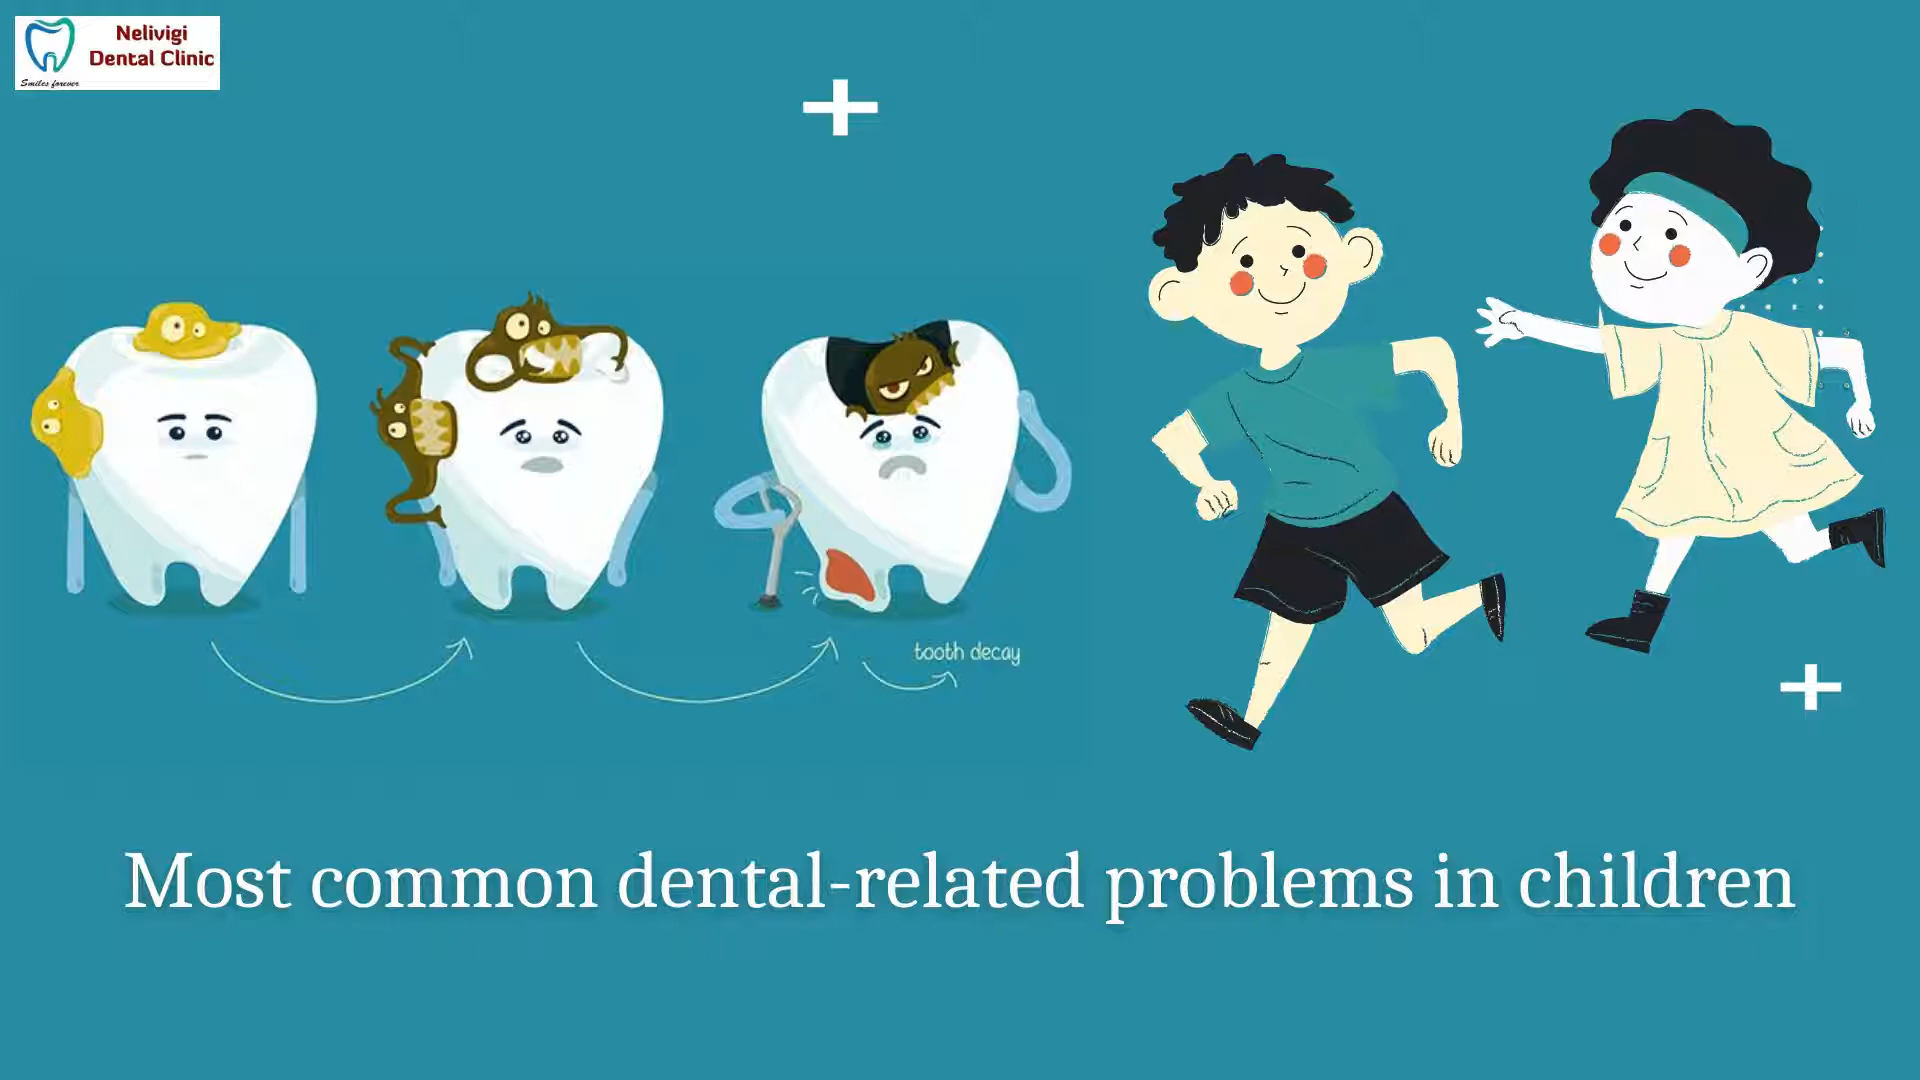 Nelivigi
Dental Clinic
Smiles forever
tooth decay
Most common dental-related problems in children